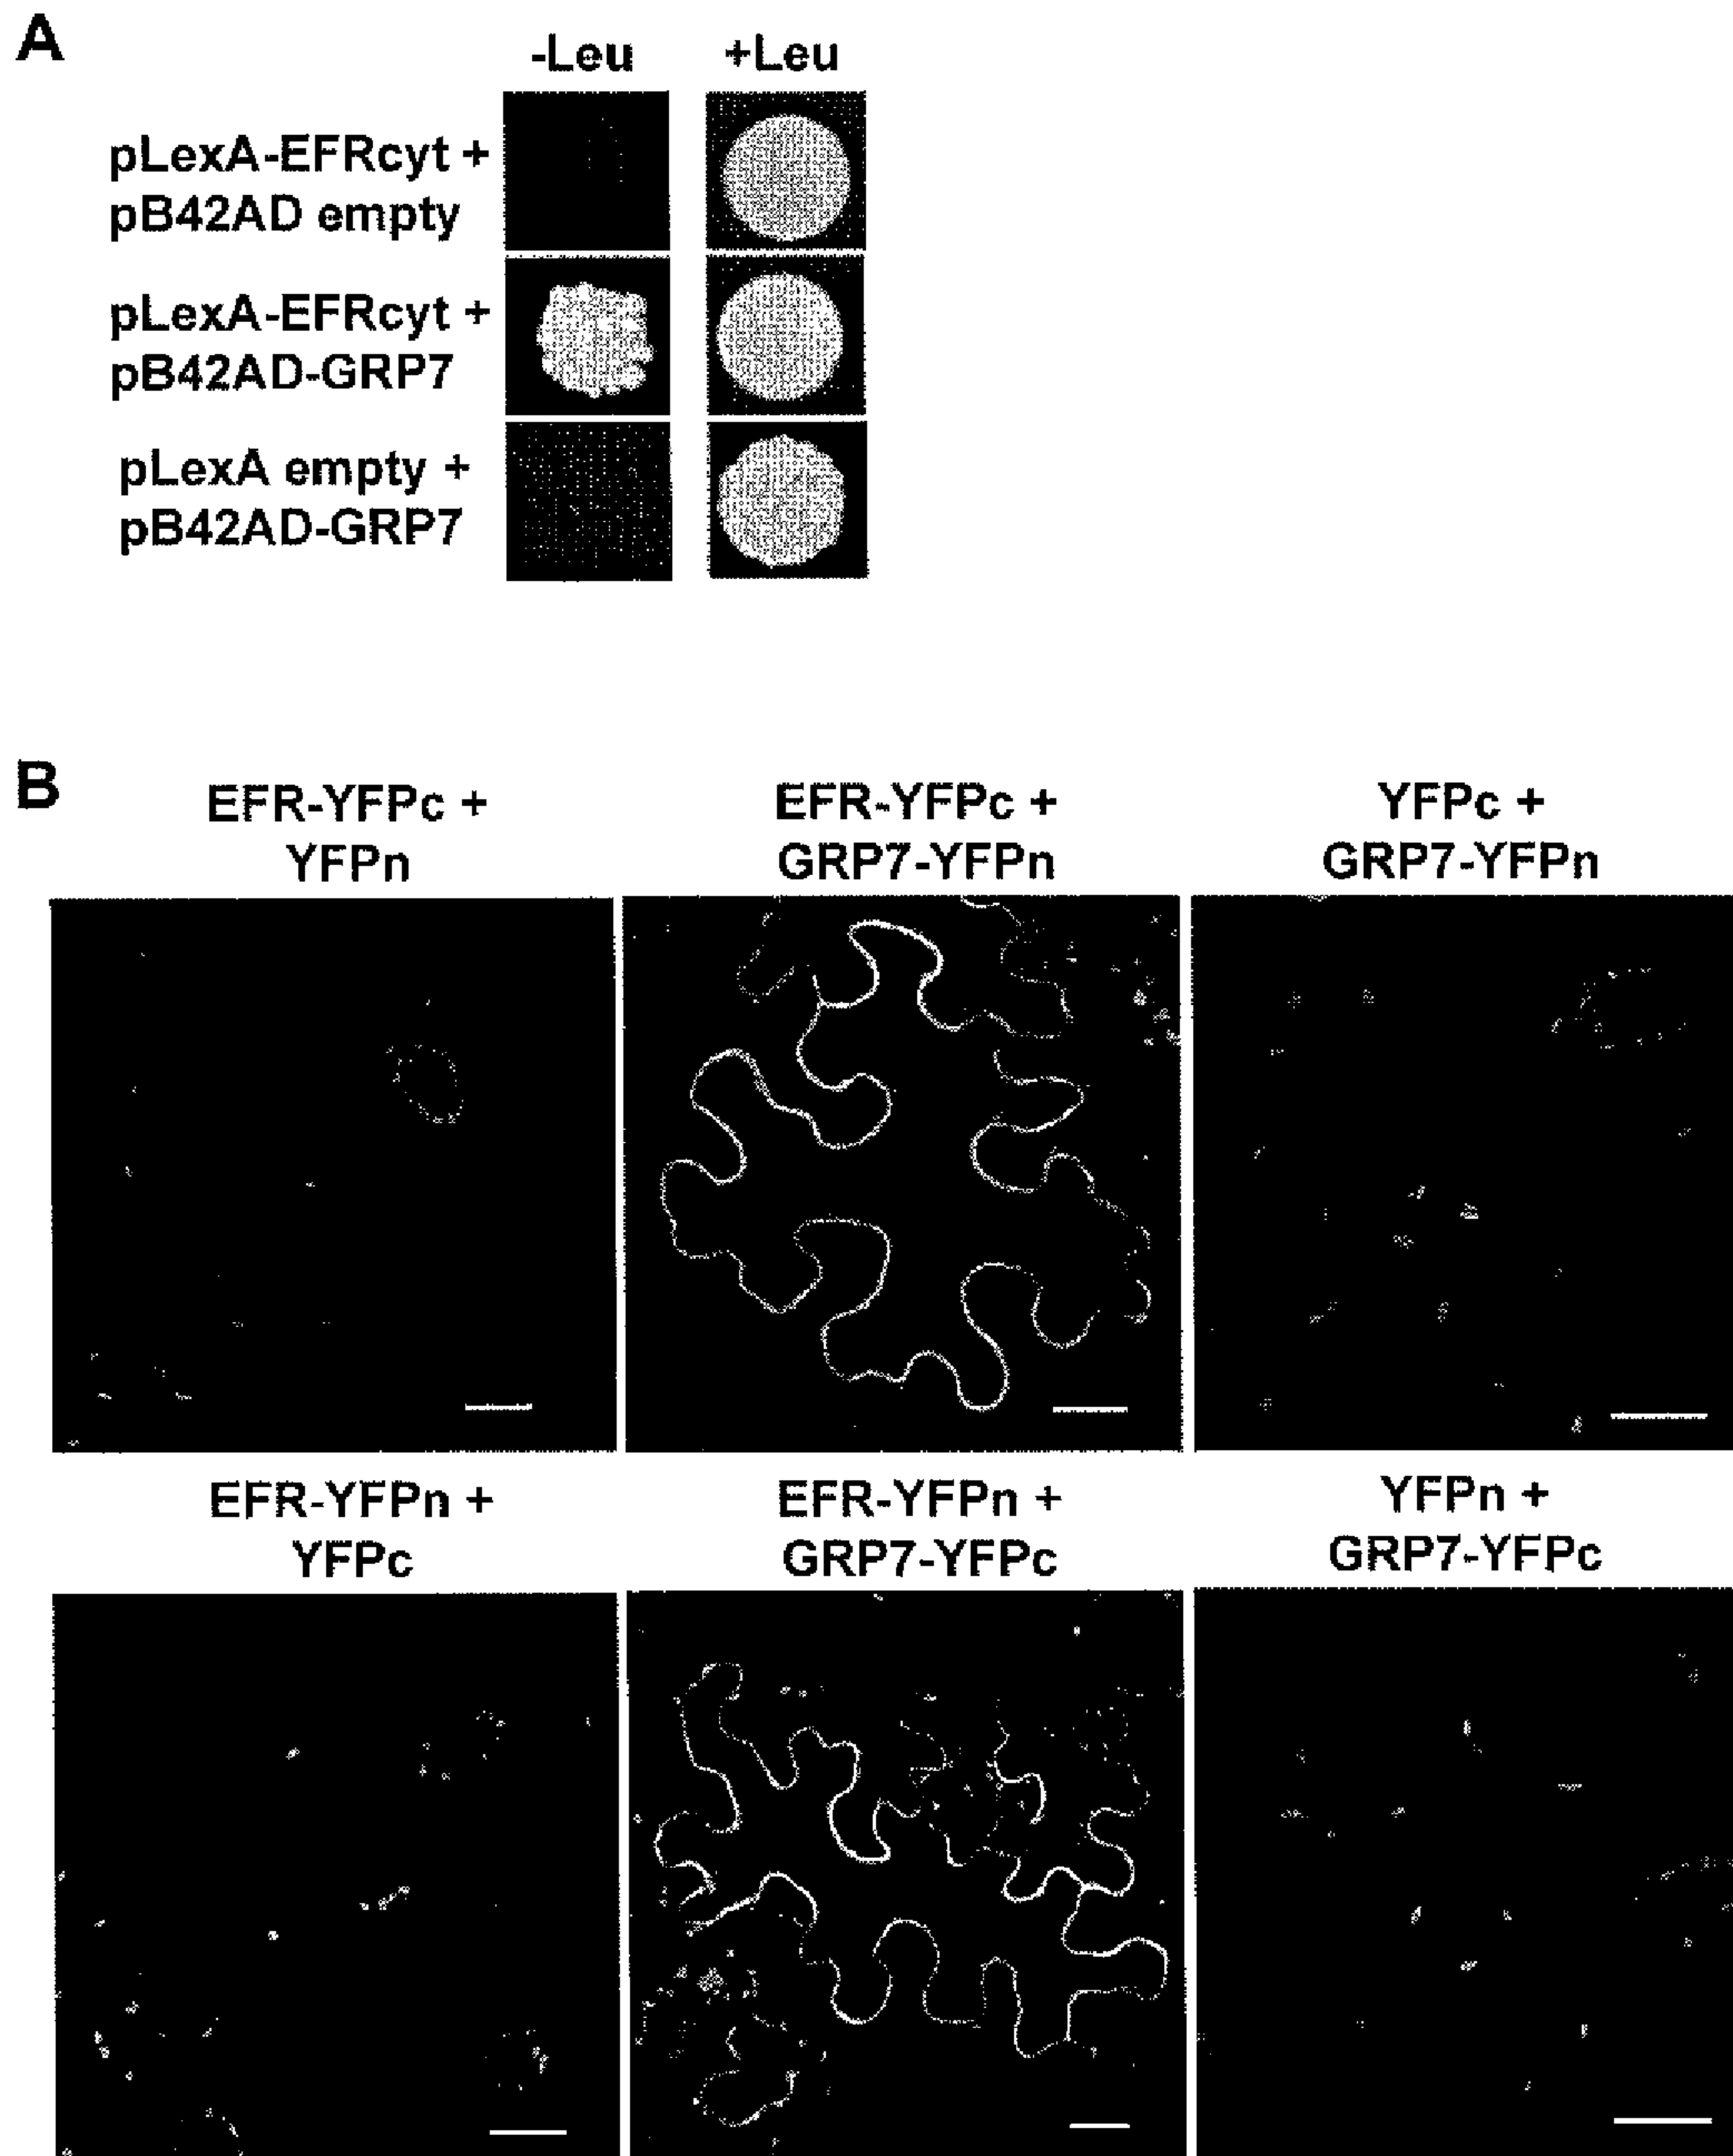 A
-Leu +Leu
pLexA-EFRcyt +
pB42AD empty
pLexA-EFRcyt +
pB42AD-GRP7
pLexA empty +
pB42AD-GRP7
B
EFR-YFPc +
YFPn
EFR-YFPc +
GRP7-YFPn
YFPc +
GRP7-YFPn
EFR-YFPn +
YFPc
EFR-YFPn +
GRP7-YFPc
YFPn +
GRP7-YFPc